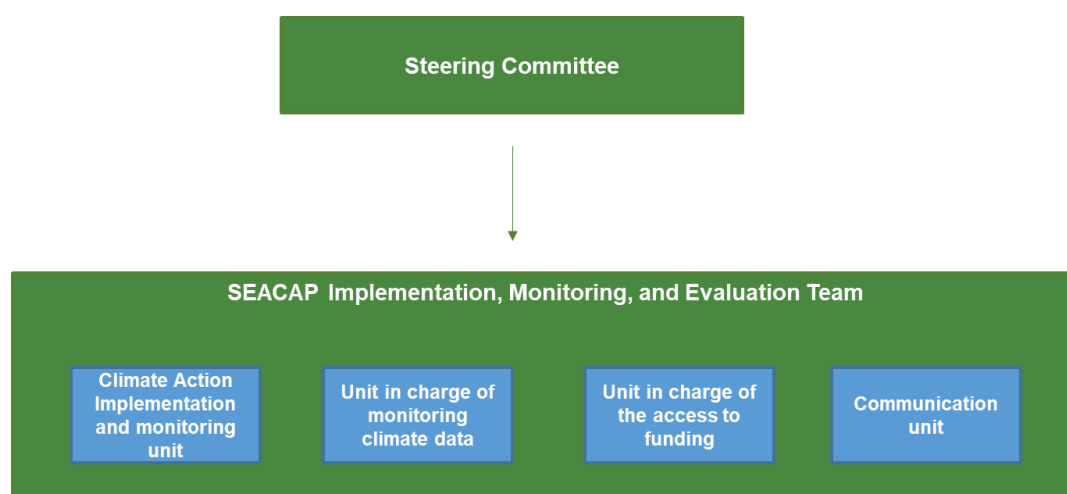 Steering Committee
SEACAP Implementation, Monitoring, and Evaluation Team
Climate Action
Implementation
and monitoring
unit
Unit in charge of
monitoring
climate data
Unit in charge of
the access to
funding
Communication
unit